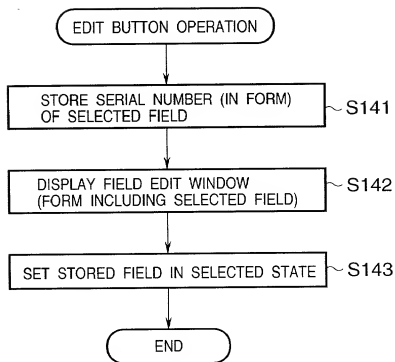 EDIT BUTTON OPERATION
STORE SERIAL NUMBER (IN FORM)
OF SELECTED FIELD
S141
DISPLAY FIELD EDIT WINDOW
(FORM INCLUDING SELECTED FIELD)
S142
SET STORED FIELD IN SELECTED STATE
S143
END